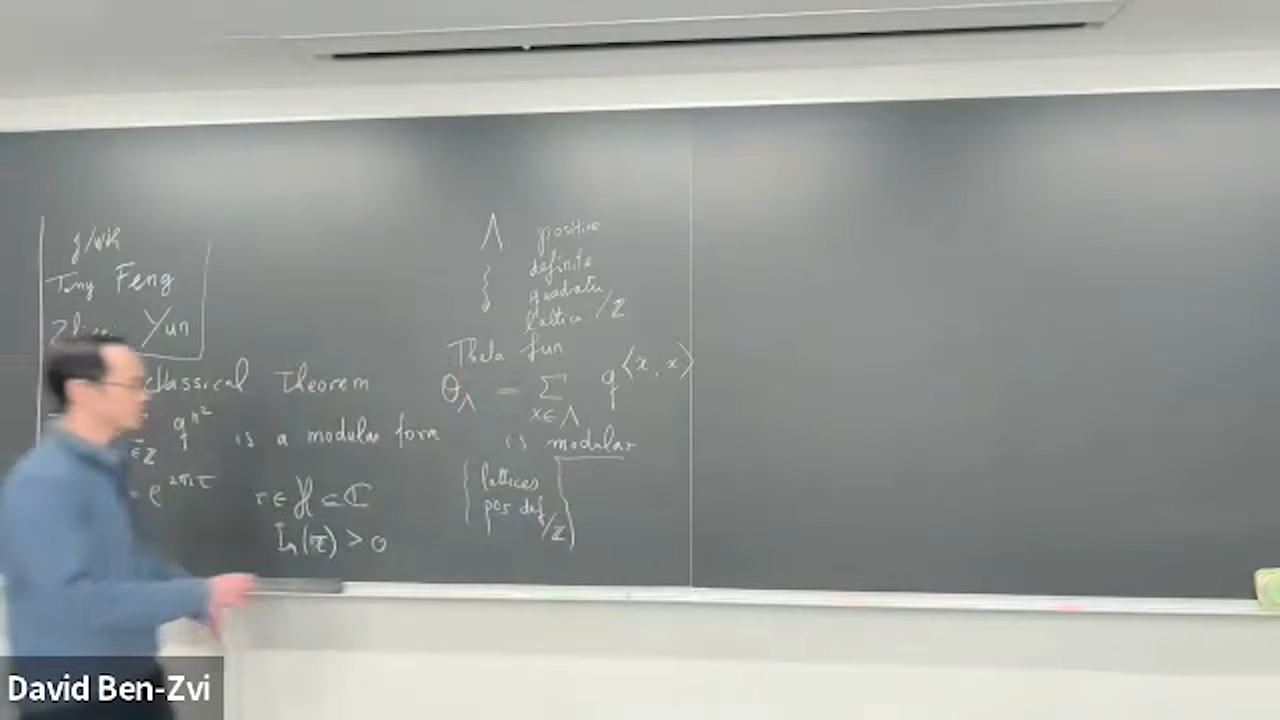 j/wk
Tony Feng
Yun
classical Theorem
∈Z q^{n^2} is a modular form
= e^{2πiτ} τ ∈ H ⊂ ℂ
Im(τ) > 0
Λ positive
definite
quadratic
lattice /Z
Theta fun
Θ_Λ = Σ_{x∈Λ} q^{⟨x, x⟩}
is modular
{ lattices
pos def /Z }
David Ben-Zvi